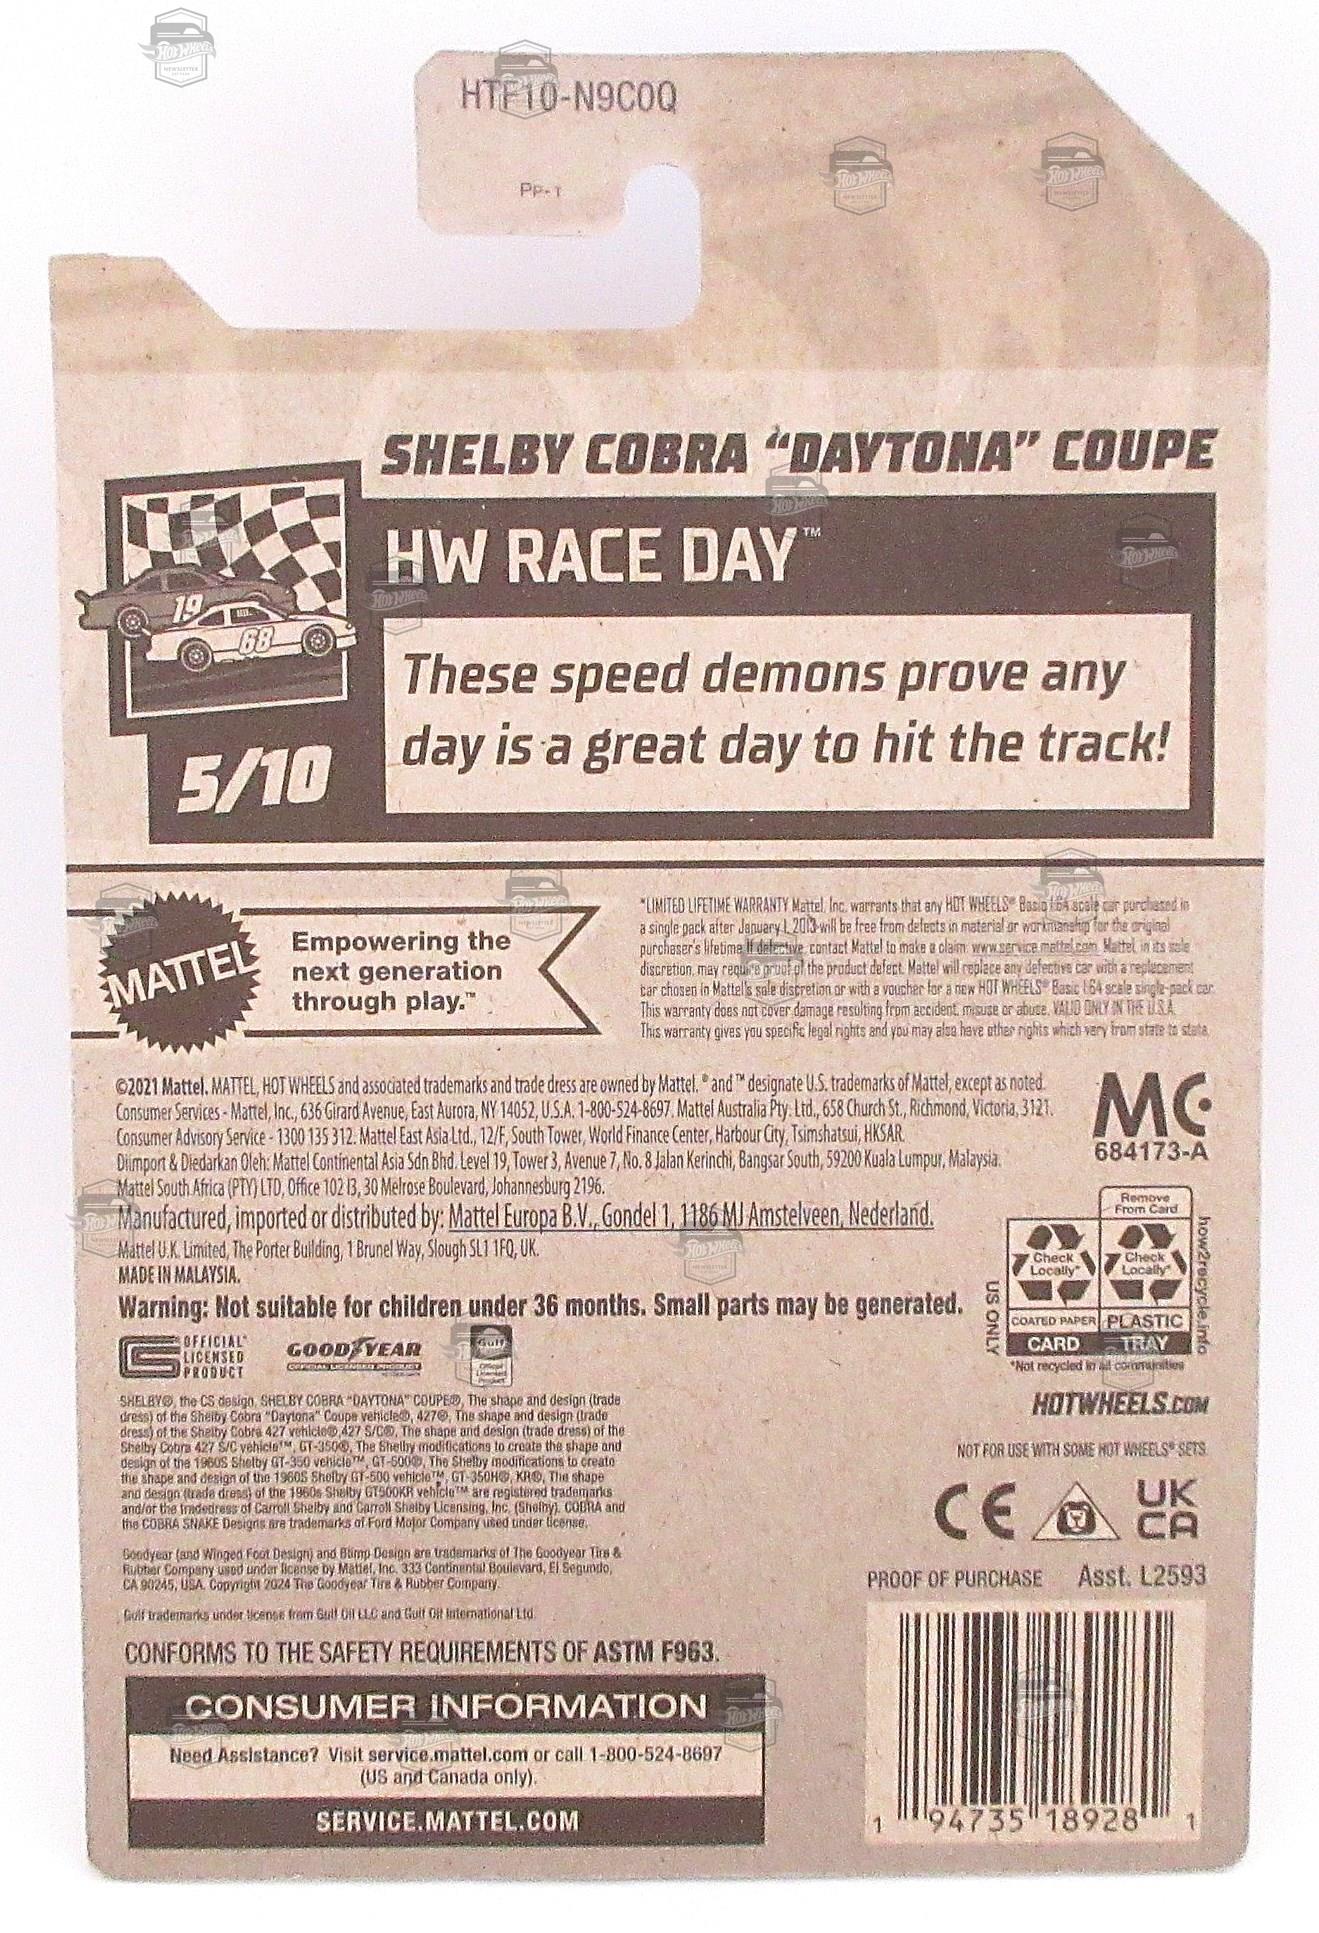 HTF10-N9C0Q
PP-1
SHELBY COBRA “DAYTONA” COUPE
HW RACE DAY™
19
68
These speed demons prove any
day is a great day to hit the track!
5/10
MATTEL
Empowering the
next generation
through play.™
*LIMITED LIFETIME WARRANTY Mattel, Inc. warrants that any HOT WHEELS® Basic 1:64 scale car purchased in
a single pack after January 1, 2013 will be free from defects in material or workmanship for the original
purchaser's lifetime. If defective, contact Mattel to make a claim: www.service.mattel.com. Mattel, in its sole
discretion, may require proof of the product defect. Mattel will replace any defective car with a replacement
car chosen in Mattel's sole discretion or with a voucher for a new HOT WHEELS® Basic 1:64 scale single-pack car.
This warranty does not cover damage resulting from accident, misuse or abuse. VALID ONLY IN THE U.S.A.
This warranty gives you specific legal rights and you may also have other rights which vary from state to state.
©2021 Mattel. MATTEL, HOT WHEELS and associated trademarks and trade dress are owned by Mattel. ® and ™ designate U.S. trademarks of Mattel, except as noted.
Consumer Services - Mattel, Inc., 636 Girard Avenue, East Aurora, NY 14052, U.S.A. 1-800-524-8697. Mattel Australia Pty. Ltd., 658 Church St., Richmond, Victoria, 3121.
Consumer Advisory Service - 1300 135 312. Mattel East Asia Ltd., 12/F, South Tower, World Finance Center, Harbour City, Tsimshatsui, HKSAR.
Diimport & Diedarkan Oleh: Mattel Continental Asia Sdn Bhd. Level 19, Tower 3, Avenue 7, No. 8 Jalan Kerinchi, Bangsar South, 59200 Kuala Lumpur, Malaysia.
Mattel South Africa (PTY) LTD, Office 102 I3, 30 Melrose Boulevard, Johannesburg 2196.
Manufactured, imported or distributed by: Mattel Europa B.V., Gondel 1, 1186 MJ Amstelveen, Nederland.
Mattel U.K. Limited, The Porter Building, 1 Brunel Way, Slough SL1 1FQ, UK.
MADE IN MALAYSIA.
Warning: Not suitable for children under 36 months. Small parts may be generated.
MC
684173-A
Remove
From Card
Check
Locally*
Check
Locally*
COATED PAPER
PLASTIC
CARD
TRAY
US ONLY
how2recycle.info
*Not recycled in all communities
OFFICIAL
LICENSED
PRODUCT
GOODYEAR
OFFICIAL LICENSED PRODUCT
Gulf
Official
Licensed
Product
SHELBY®, the CS design, SHELBY COBRA "DAYTONA" COUPE®, The shape and design (trade
dress) of the Shelby Cobra "Daytona" Coupe vehicle®, 427®, The shape and design (trade
dress) of the Shelby Cobra 427 vehicle®,427 S/C®, The shape and design (trade dress) of the
Shelby Cobra 427 S/C vehicle™, GT-350®, The Shelby modifications to create the shape and
design of the 1960S Shelby GT-350 vehicle™, GT-500®, The Shelby modifications to create
the shape and design of the 1960S Shelby GT-500 vehicle™, GT-350H®, KR®, The shape
and design (trade dress) of the 1960s Shelby GT500KR vehicle™ are registered trademarks
and/or the tradedress of Carroll Shelby and Carroll Shelby Licensing, Inc. (Shelby). COBRA and
the COBRA SNAKE Designs are trademarks of Ford Motor Company used under license.
Goodyear (and Winged Foot Design) and Blimp Design are trademarks of The Goodyear Tire &
Rubber Company used under license by Mattel, Inc. 333 Continental Boulevard, El Segundo,
CA 90245, USA. Copyright 2024 The Goodyear Tire & Rubber Company.
Gulf trademarks under license from Gulf Oil LLC and Gulf Oil International Ltd.
HOTWHEELS.COM
NOT FOR USE WITH SOME HOT WHEELS® SETS.
CE
UK
CA
PROOF OF PURCHASE Asst. L2593
1 94735 18928 1
CONFORMS TO THE SAFETY REQUIREMENTS OF ASTM F963.
CONSUMER INFORMATION
Need Assistance? Visit service.mattel.com or call 1-800-524-8697
(US and Canada only).
SERVICE.MATTEL.COM